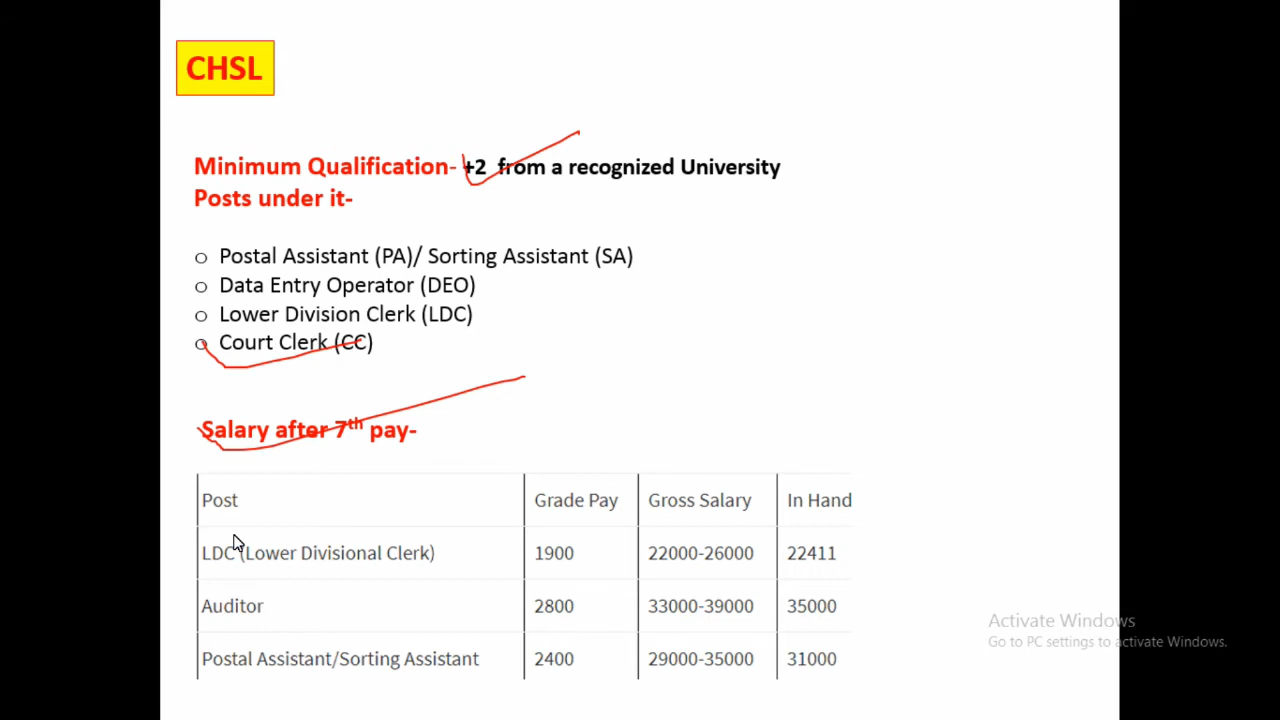 CHSL
Minimum Qualification- +2 from a recognized University
Posts under it-
o Postal Assistant (PA)/ Sorting Assistant (SA)
o Data Entry Operator (DEO)
o Lower Division Clerk (LDC)
o Court Clerk (CC)
Salary after 7th pay-
Post Grade Pay Gross Salary In Hand
LDC (Lower Divisional Clerk) 1900 22000-26000 22411
Auditor 2800 33000-39000 35000
Postal Assistant/Sorting Assistant 2400 29000-35000 31000
Activate Windows
Go to PC settings to activate Windows.